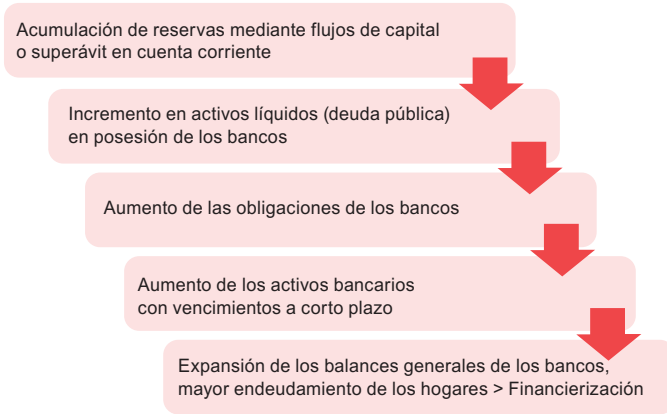 Acumulación de reservas mediante flujos de capital
o superávit en cuenta corriente
Incremento en activos líquidos (deuda pública)
en posesión de los bancos
Aumento de las obligaciones de los bancos
Aumento de los activos bancarios
con vencimientos a corto plazo
Expansión de los balances generales de los bancos,
mayor endeudamiento de los hogares > Financierización